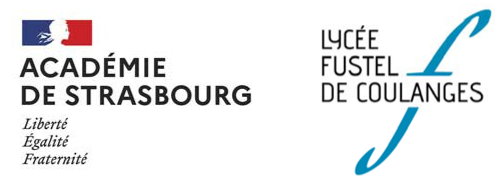 ACADÉMIE
DE STRASBOURG
Liberté
Égalité
Fraternité
LYCÉE
FUSTEL
DE COULANGES